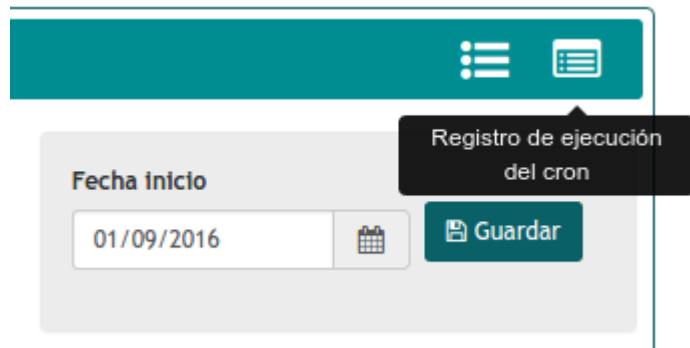 Registro de ejecución
del cron
Fecha inicio
01/09/2016
Guardar